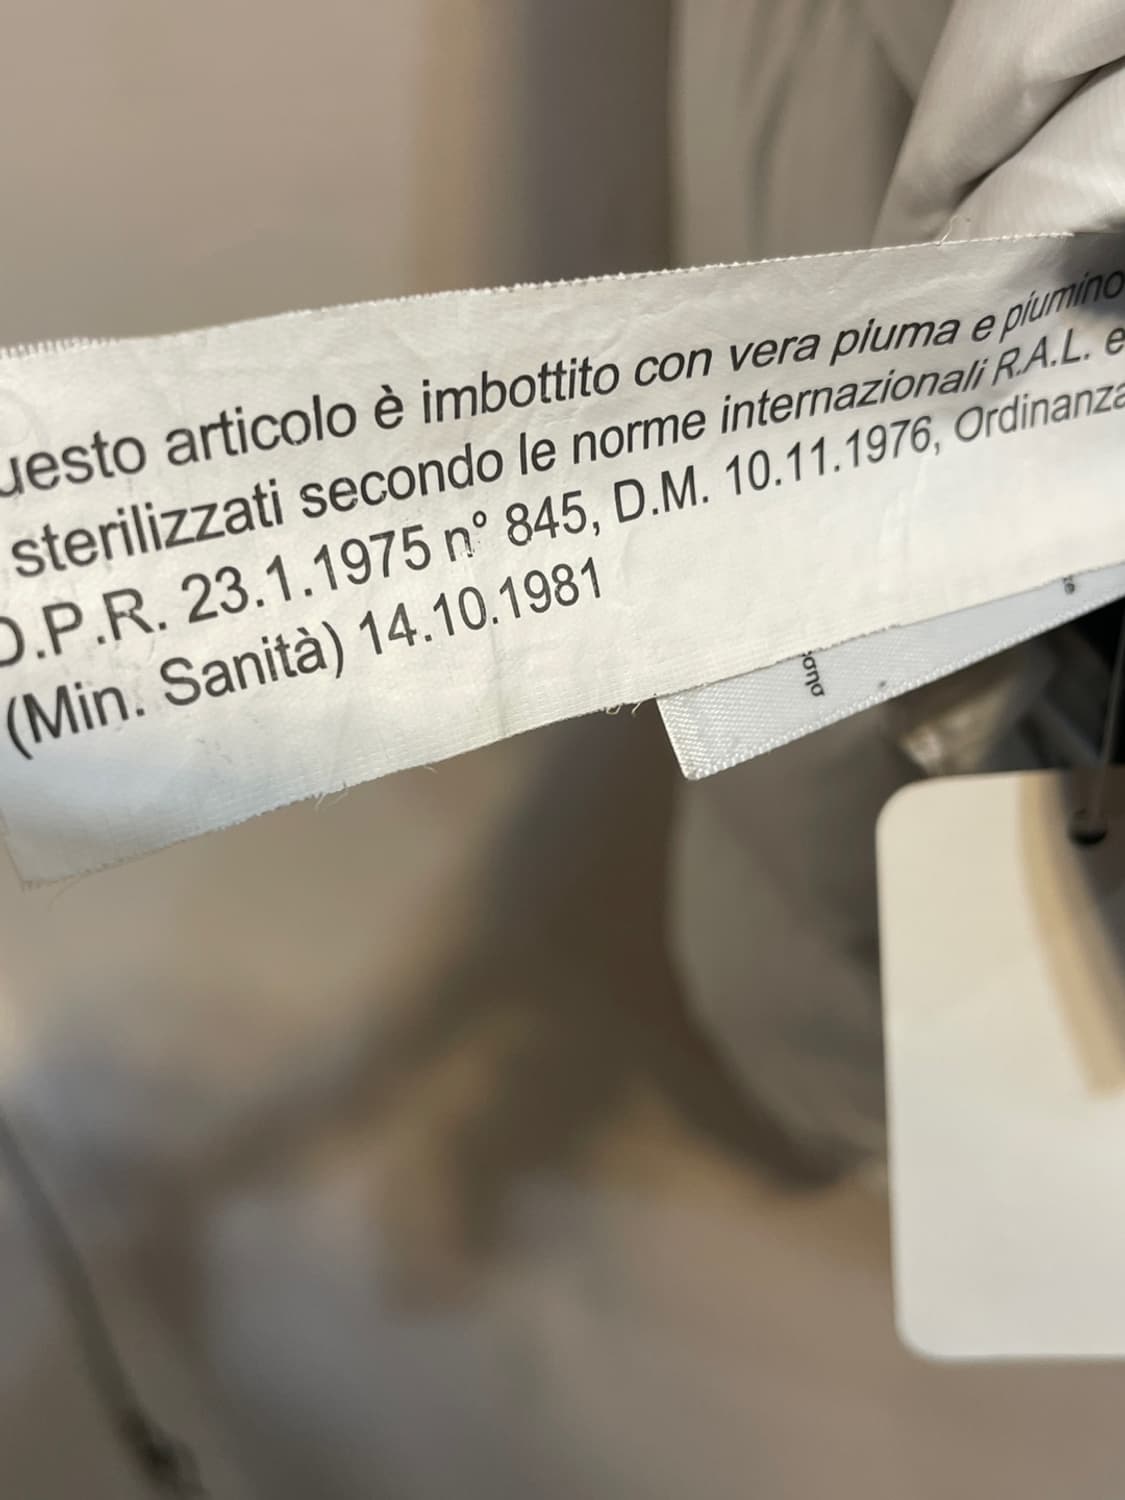 uesto articolo è imbottito con vera piuma e piumino
sterilizzati secondo le norme internazionali R.A.L. e
D.P.R. 23.1.1975 n° 845, D.M. 10.11.1976, Ordinanza
(Min. Sanità) 14.10.1981